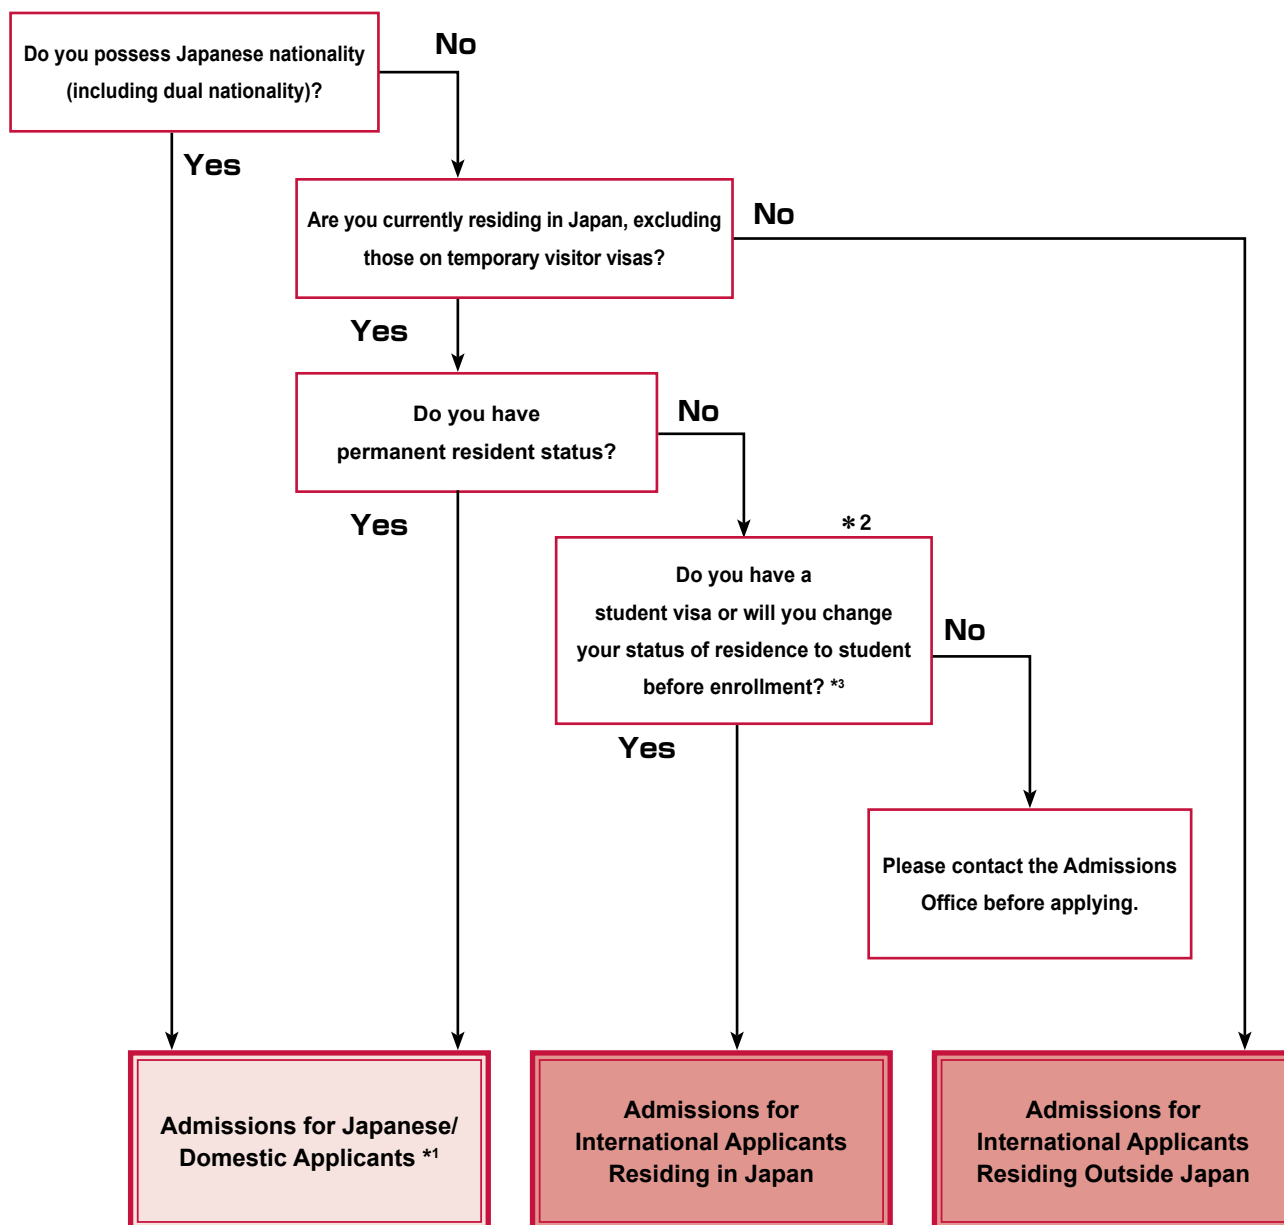 Do you possess Japanese nationality
(including dual nationality)?
No
Yes
Are you currently residing in Japan, excluding
those on temporary visitor visas?
No
Yes
Do you have
permanent resident status?
No
Yes
＊2
Do you have a
student visa or will you change
your status of residence to student
before enrollment? *3
No
Yes
Please contact the Admissions
Office before applying.
Admissions for Japanese/
Domestic Applicants *1
Admissions for
International Applicants
Residing in Japan
Admissions for
International Applicants
Residing Outside Japan